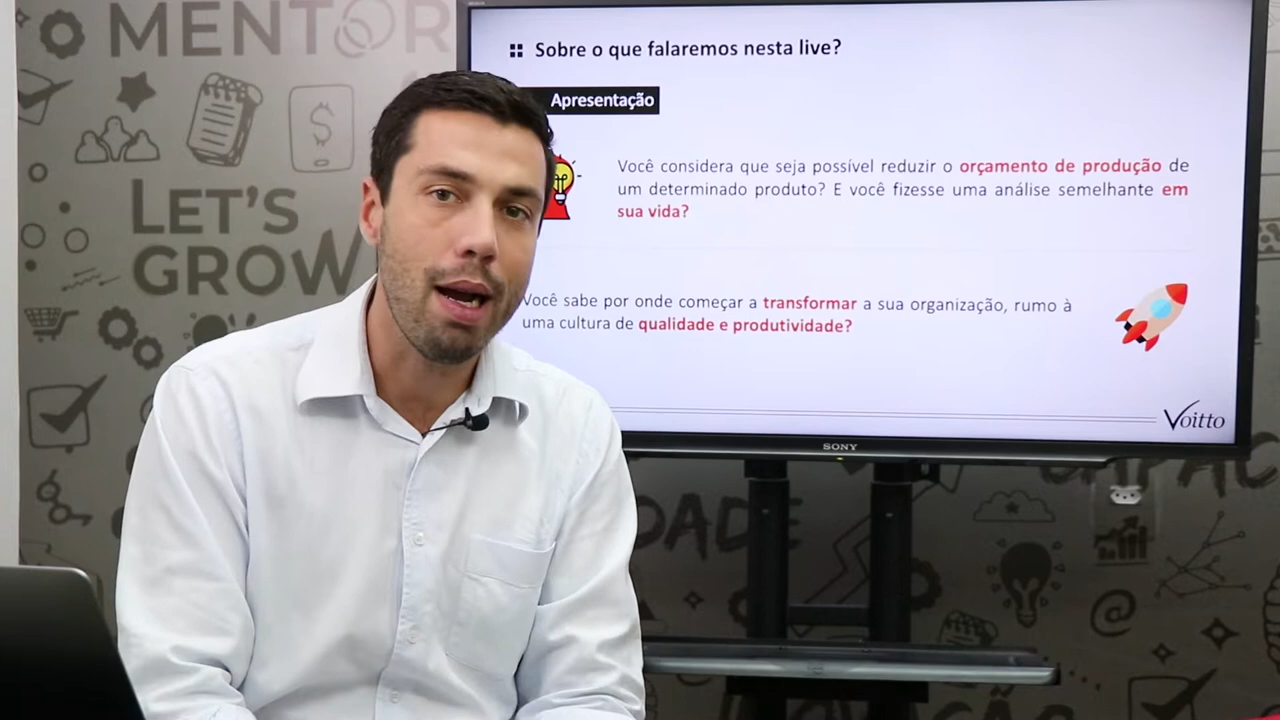 MENTOR
LET'S
GROW
Sobre o que falaremos nesta live?
Apresentação
Você considera que seja possível reduzir o orçamento de produção de
um determinado produto? E você fizesse uma análise semelhante em
sua vida?
Você sabe por onde começar a transformar a sua organização, rumo à
uma cultura de qualidade e produtividade?
Voitto
SONY